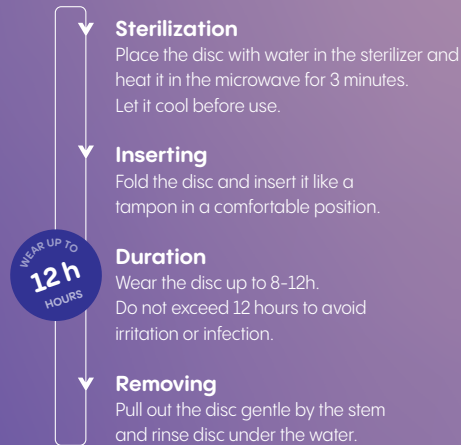 Sterilization
Place the disc with water in the sterilizer and
heat it in the microwave for 3 minutes.
Let it cool before use.
Inserting
Fold the disc and insert it like a
tampon in a comfortable position.
WEAR UP TO
12 h
HOURS
Duration
Wear the disc up to 8-12h.
Do not exceed 12 hours to avoid
irritation or infection.
Removing
Pull out the disc gentle by the stem
and rinse disc under the water.